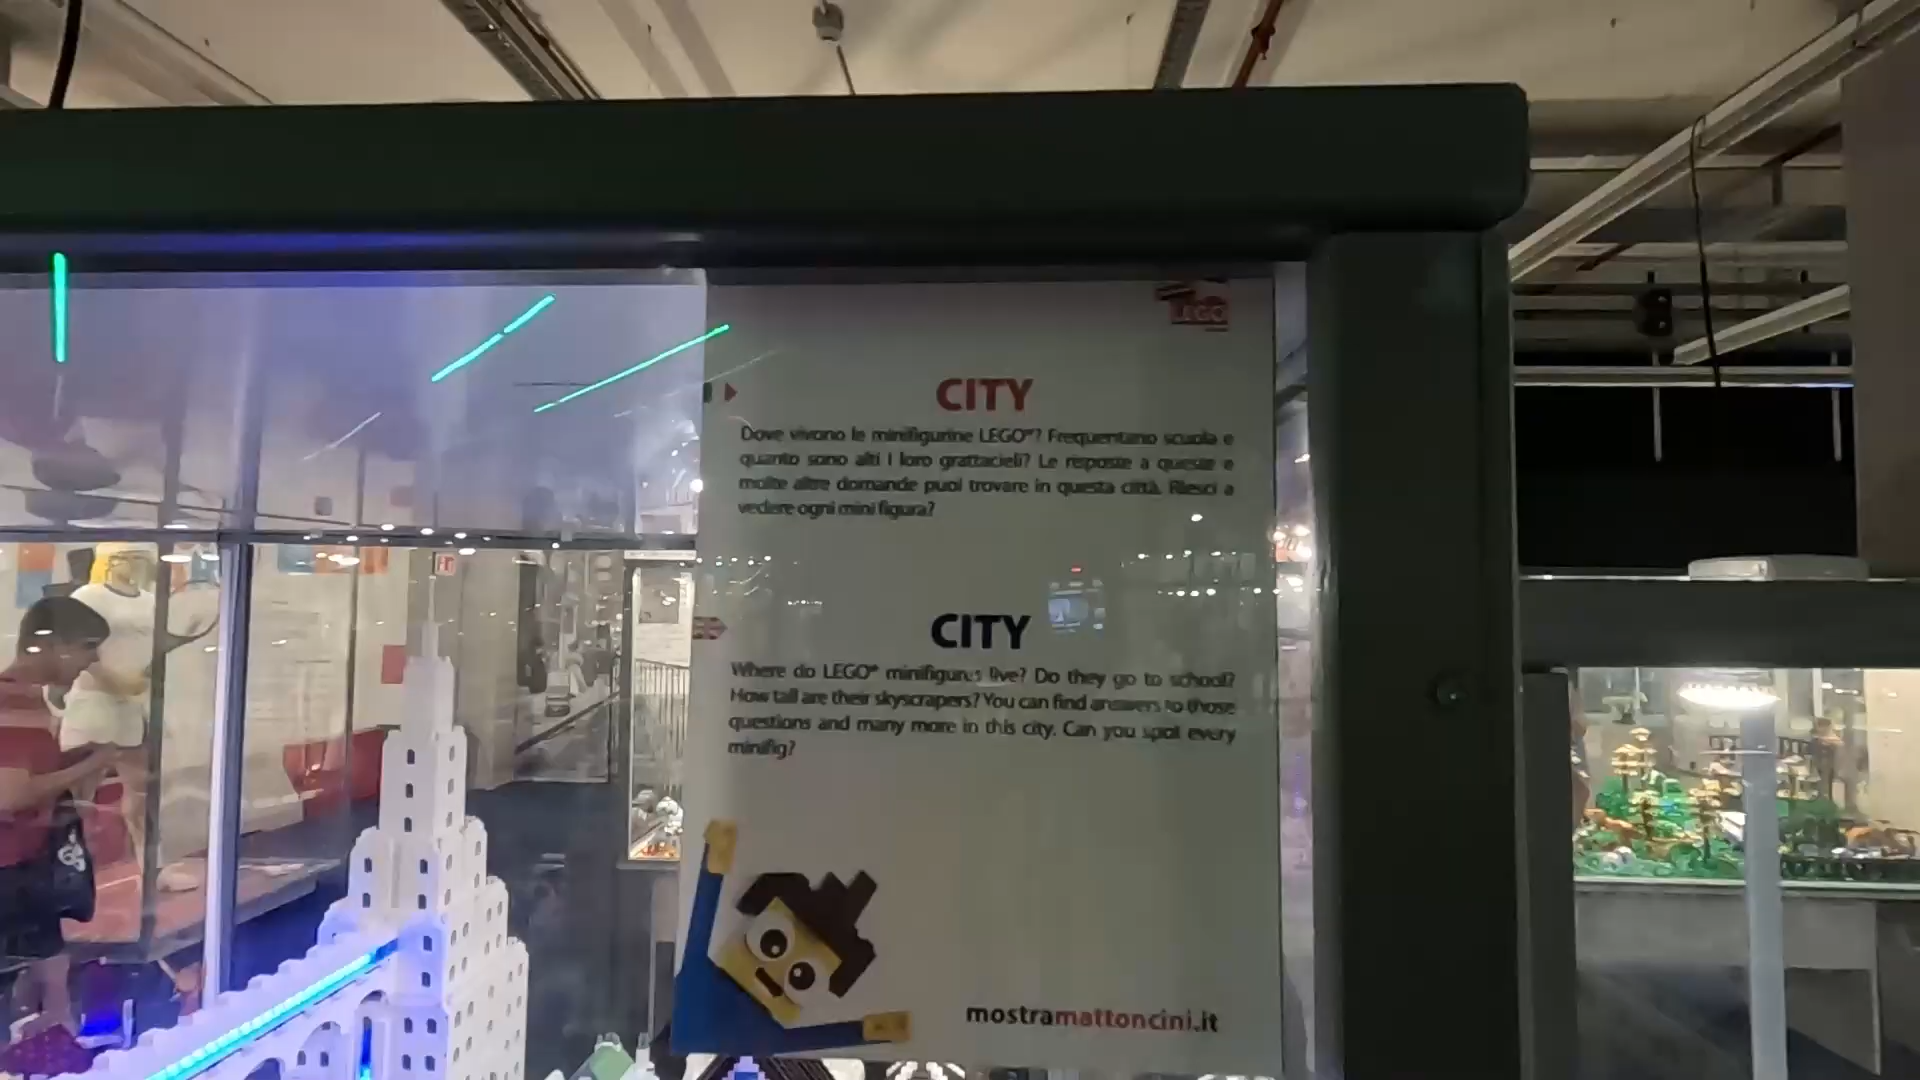 LEGO
CITY
Dove vivono le minifigurine LEGO®? Frequentano scuola e
quanto sono alti i loro grattacieli? Le risposte a queste e
molte altre domande puoi trovare in questa città. Riesci a
vedere ogni mini figura?
CITY
Where do LEGO® minifigures live? Do they go to school?
How tall are their skyscrapers? You can find answers to those
questions and many more in this city. Can you spot every
minifig?
mostramattoncini.it